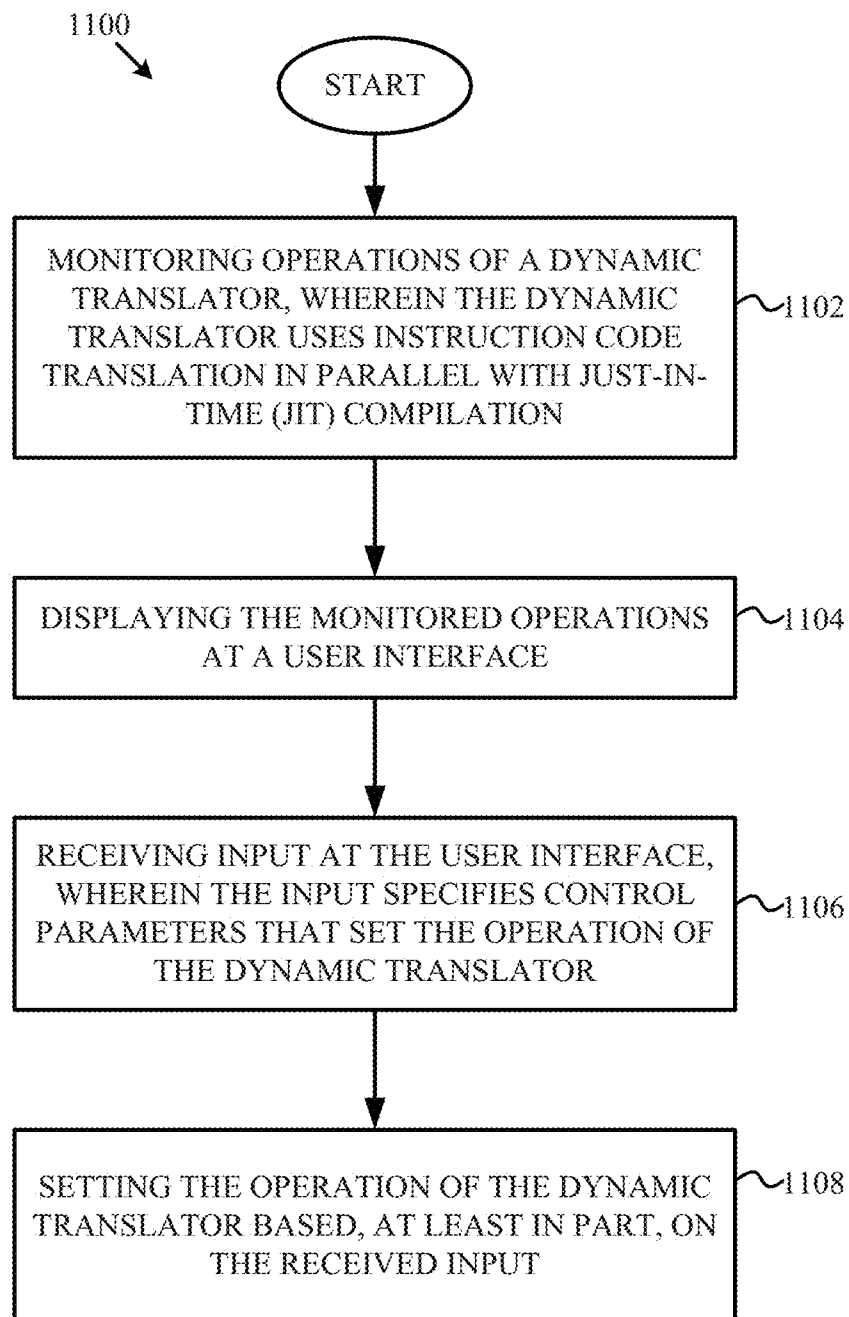 1100
START
MONITORING OPERATIONS OF A DYNAMIC
TRANSLATOR, WHEREIN THE DYNAMIC
TRANSLATOR USES INSTRUCTION CODE
TRANSLATION IN PARALLEL WITH JUST-IN-
TIME (JIT) COMPILATION
1102
DISPLAYING THE MONITORED OPERATIONS
AT A USER INTERFACE
1104
RECEIVING INPUT AT THE USER INTERFACE,
WHEREIN THE INPUT SPECIFIES CONTROL
PARAMETERS THAT SET THE OPERATION OF
THE DYNAMIC TRANSLATOR
1106
SETTING THE OPERATION OF THE DYNAMIC
TRANSLATOR BASED, AT LEAST IN PART, ON
THE RECEIVED INPUT
1108